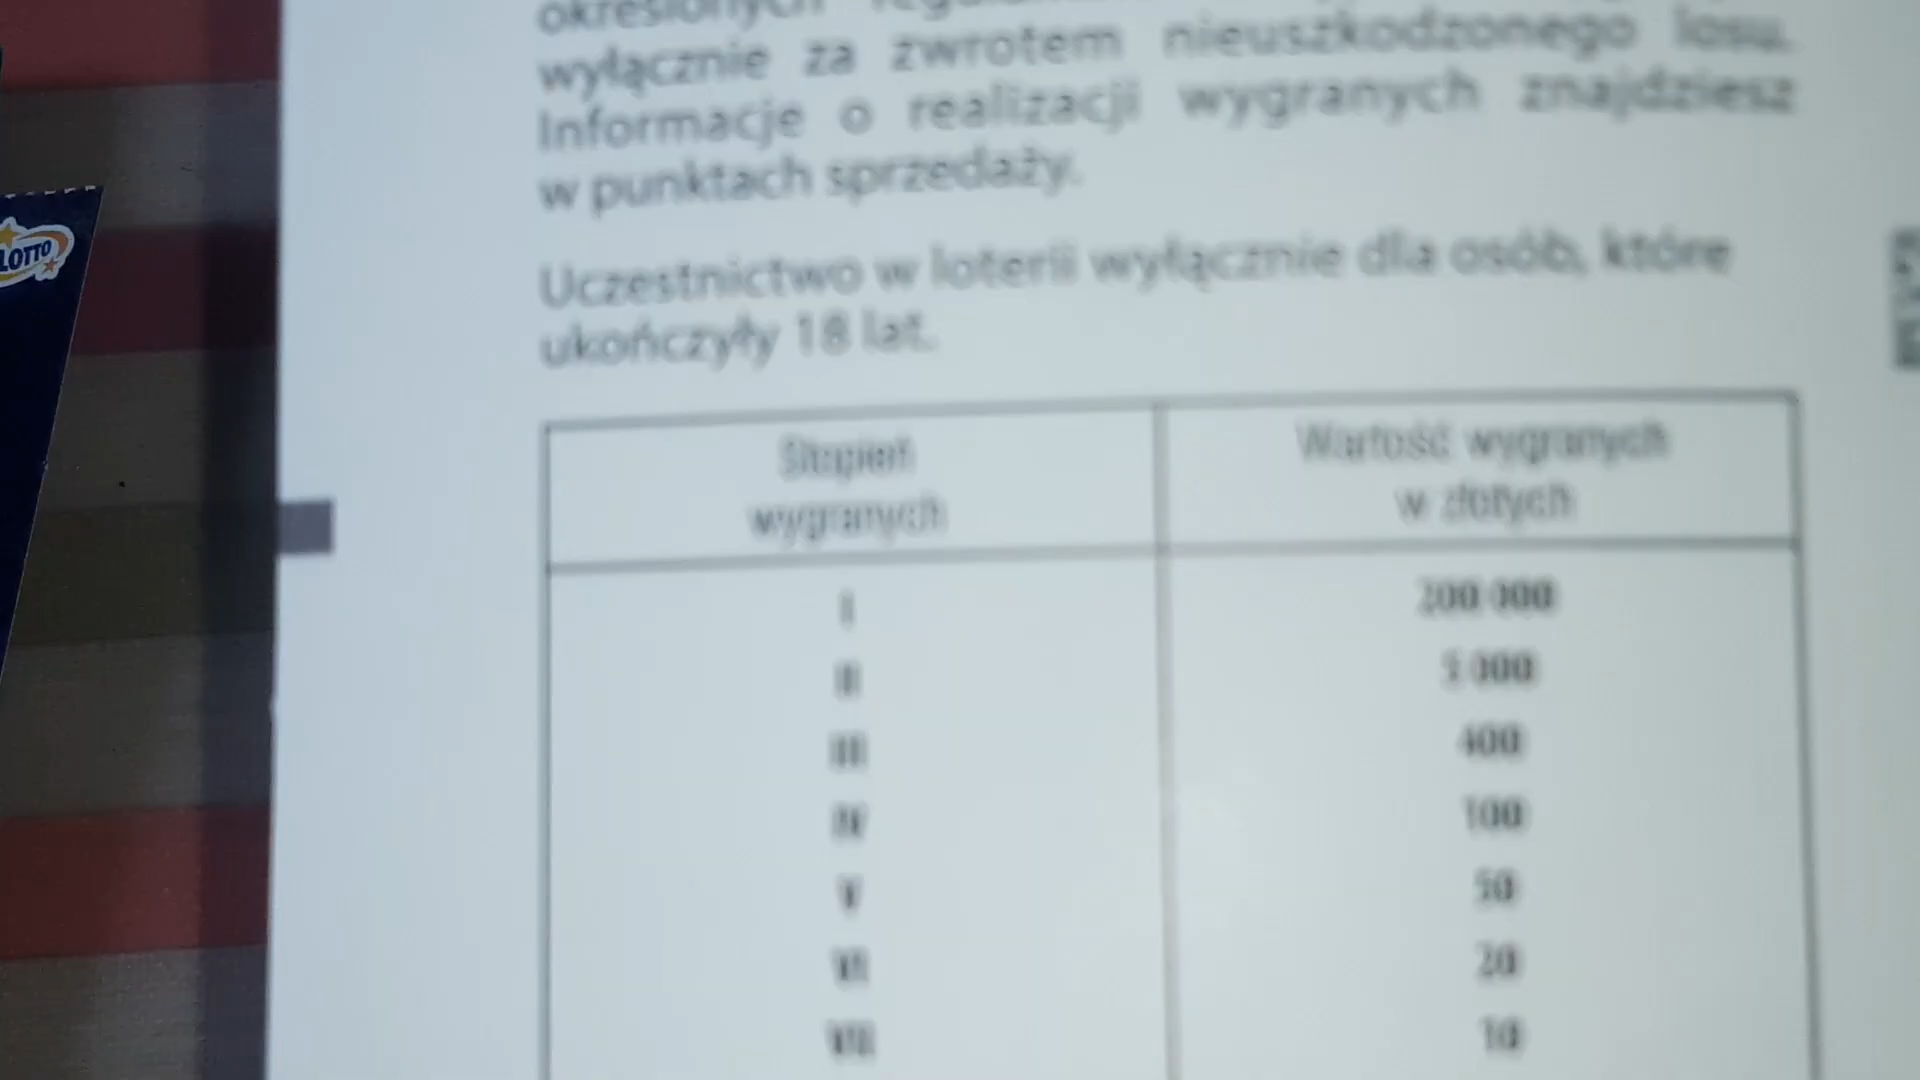 określonych
wyłącznie za zwrotem nieuszkodzonego losu.
Informacje o realizacji wygranych znajdziesz
w punktach sprzedaży.
LOTTO
Uczestnictwo w loterii wyłącznie dla osób, które
ukończyły 18 lat.
Stopień wygranych
Wartość wygranych w złotych
I 200 000
II 5 000
III 400
IV 100
V 50
VI 20
VII 10